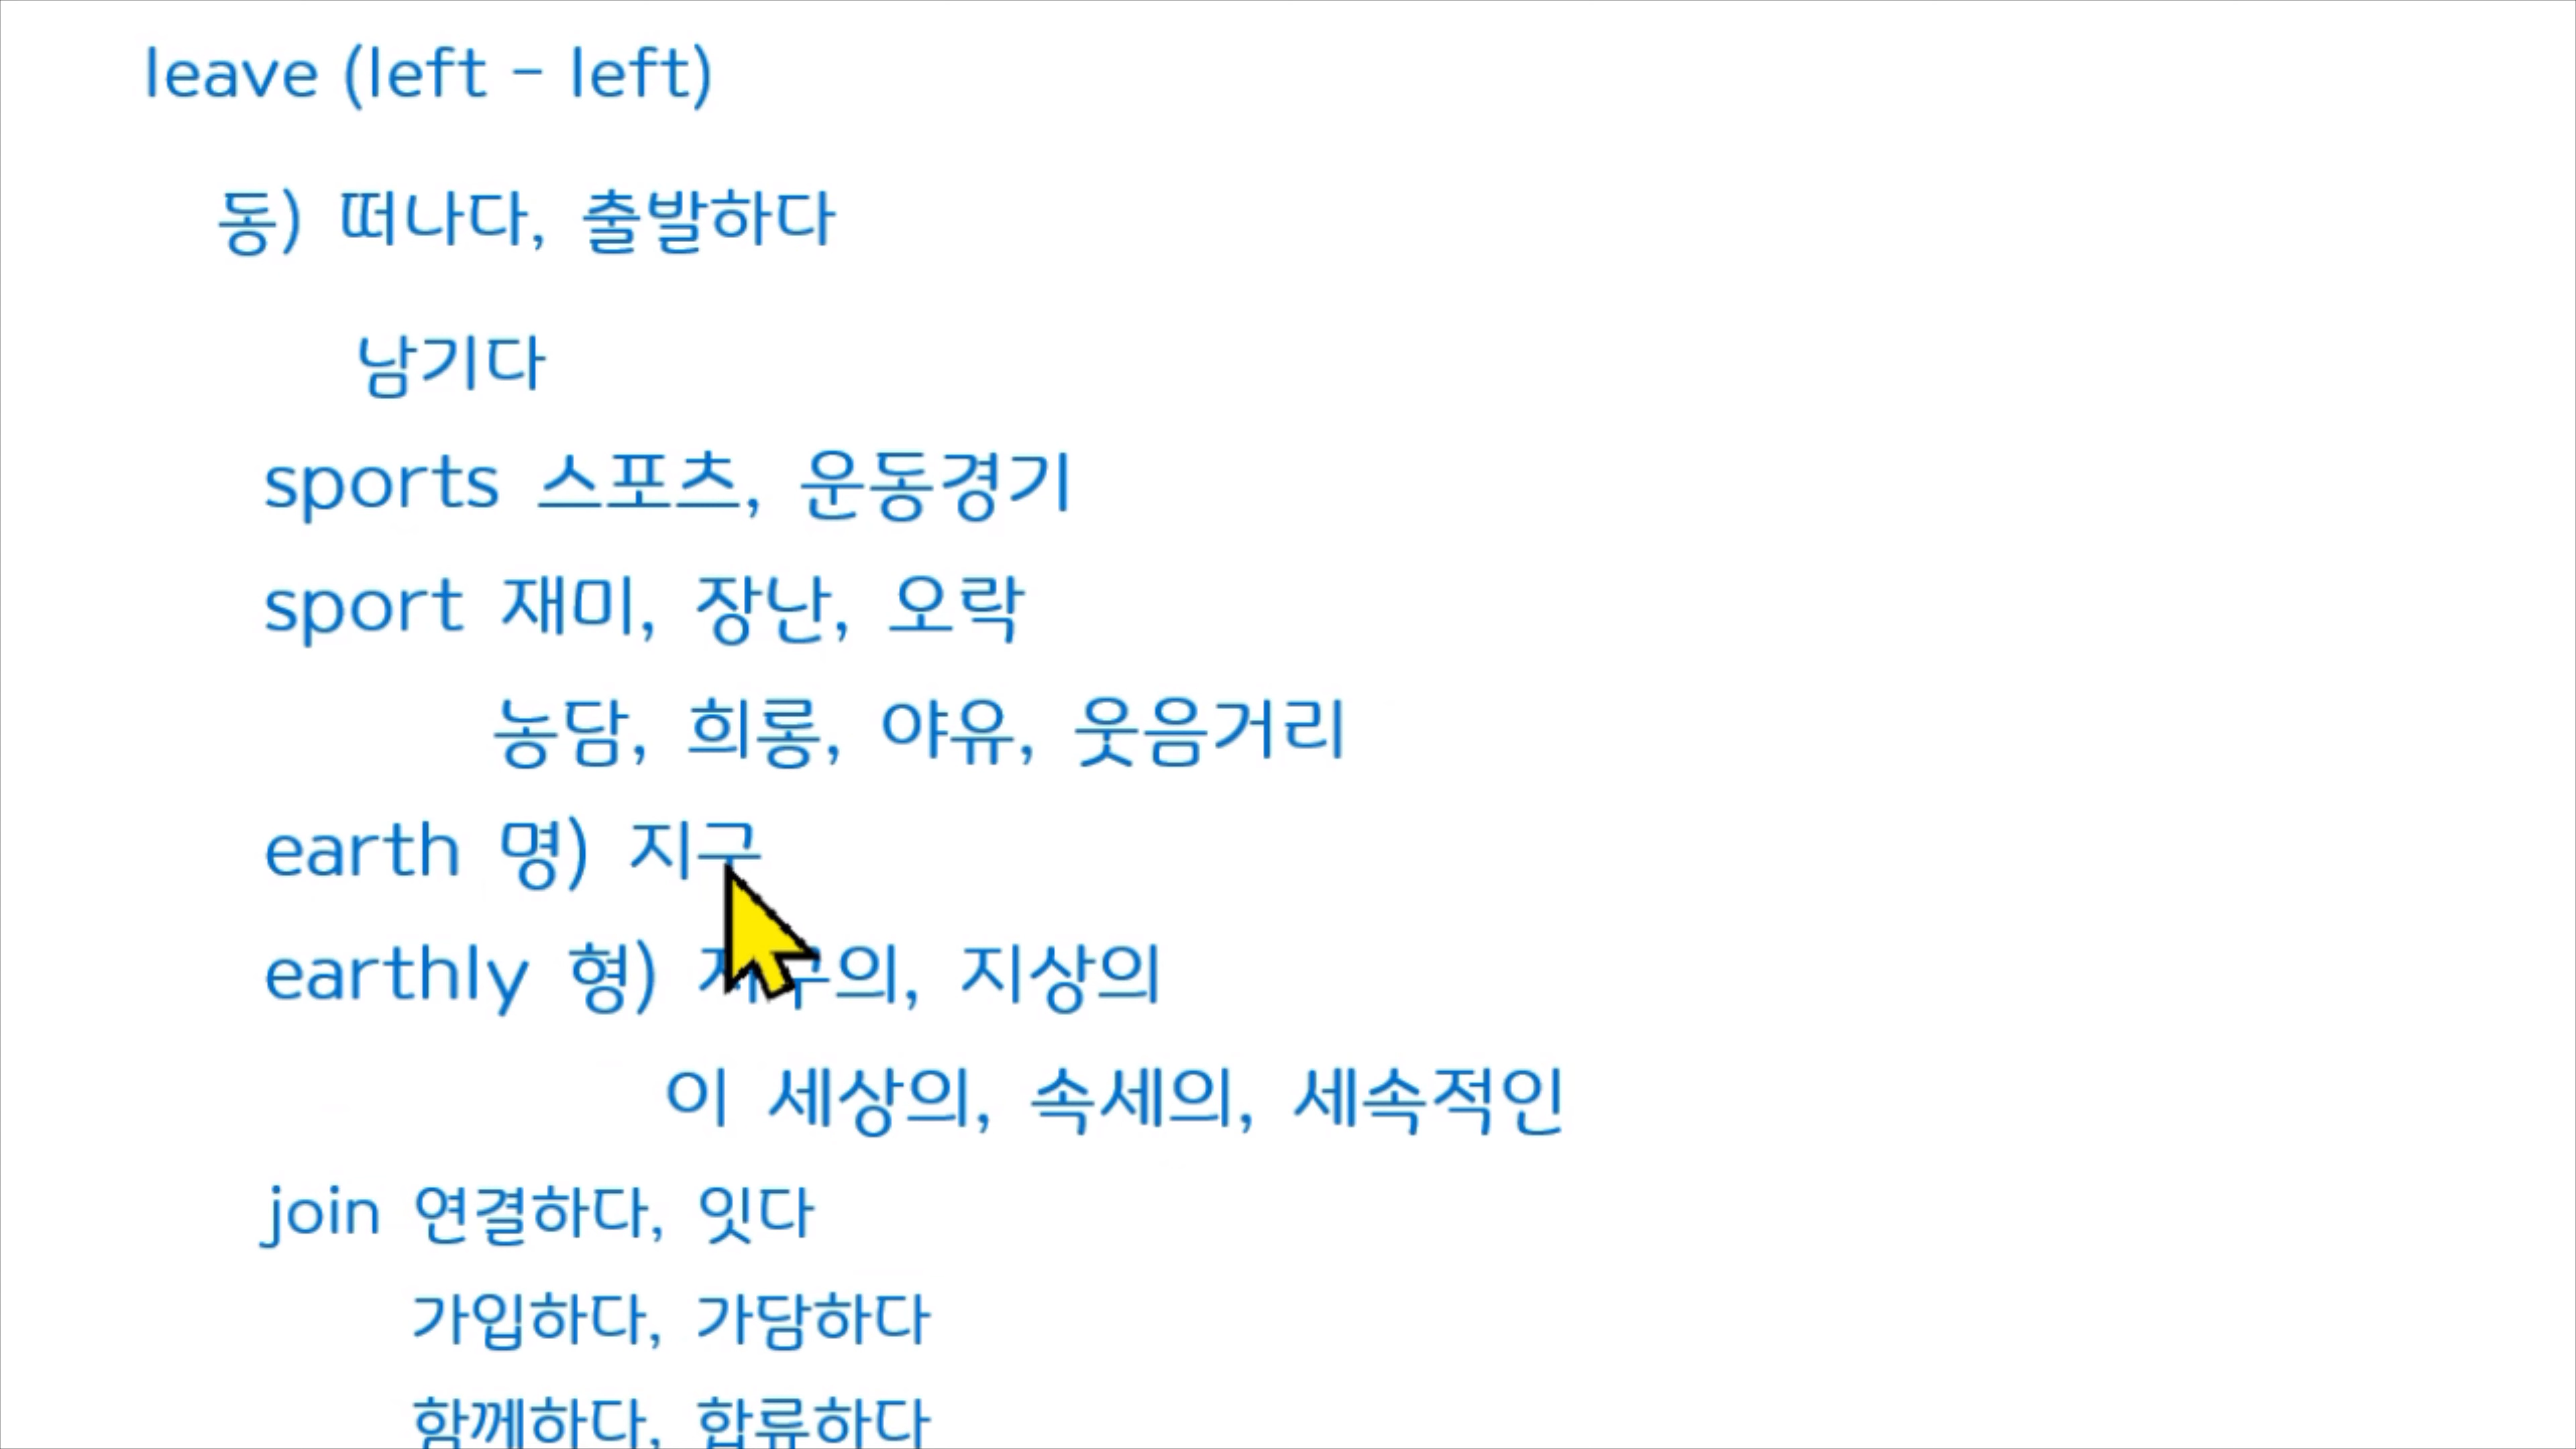 leave (left - left)
동) 떠나다, 출발하다
남기다
sports 스포츠, 운동경기
sport 재미, 장난, 오락
농담, 희롱, 야유, 웃음거리
earth 명) 지구
earthly 형) 지구의, 지상의
이 세상의, 속세의, 세속적인
join 연결하다, 잇다
가입하다, 가담하다
함께하다, 합류하다